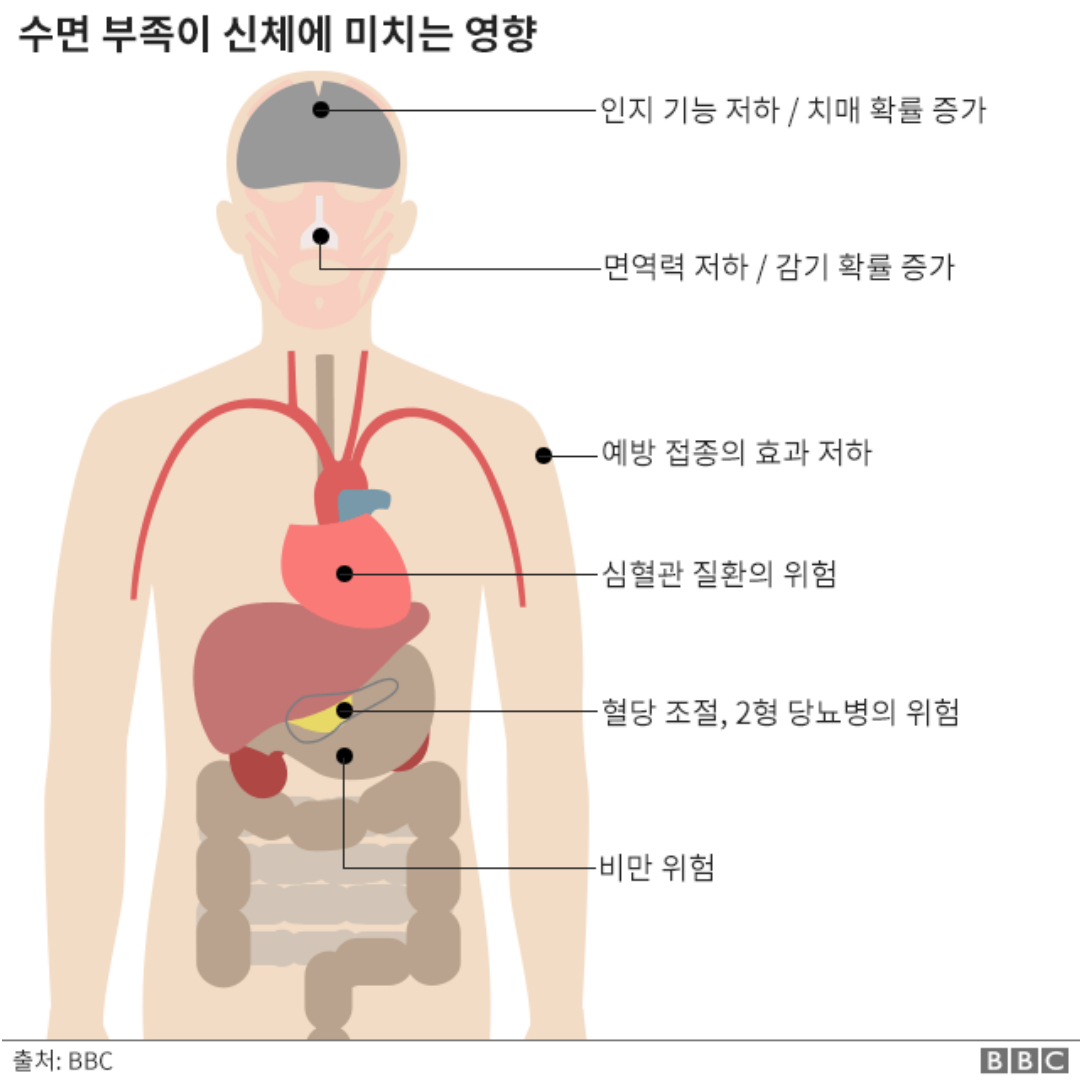 수면 부족이 신체에 미치는 영향
인지 기능 저하 / 치매 확률 증가
면역력 저하 / 감기 확률 증가
예방 접종의 효과 저하
심혈관 질환의 위험
혈당 조절, 2형 당뇨병의 위험
비만 위험
출처: BBC
BBC